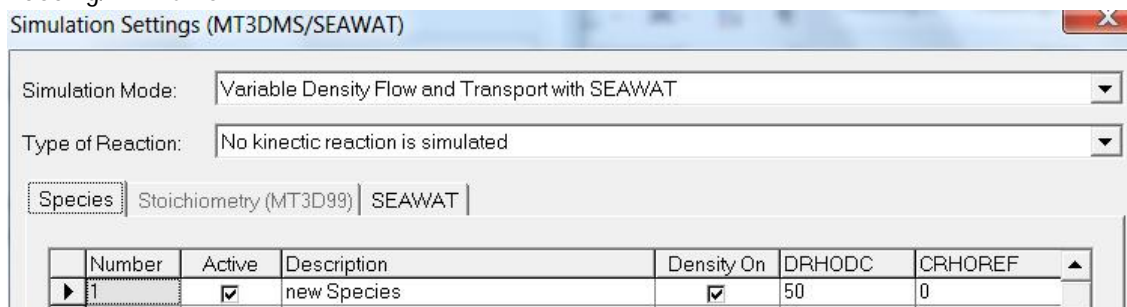 Simulation Settings (MT3DMS/SEAWAT)
Simulation Mode: Variable Density Flow and Transport with SEAWAT
Type of Reaction: No kinectic reaction is simulated
Species Stoichiometry (MT3D99) SEAWAT
Number Active Description Density On DRHODC CRHOREF
1 new Species 50 0